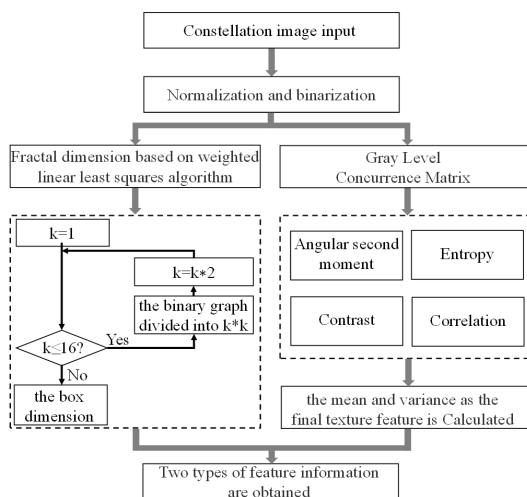 Constellation image input
Normalization and binarization
Fractal dimension based on weighted
linear least squares algorithm
Gray Level
Concurrence Matrix
k=1
k=k*2
the binary graph
divided into k*k
k≤16?
Yes
No
the box
dimension
Angular second
moment
Entropy
Contrast
Correlation
the mean and variance as the
final texture feature is Calculated
Two types of feature information
are obtained